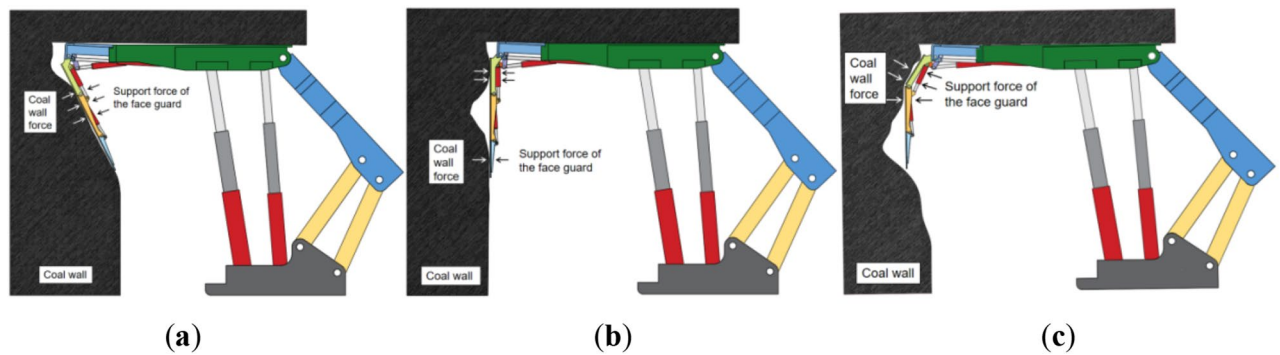 Coal
wall
force
Support force of
the face guard
Coal wall
(a)
Coal
wall
force
Support force of
the face guard
Coal wall
(b)
Coal
wall
force
Support force of
the face guard
Coal wall
(c)